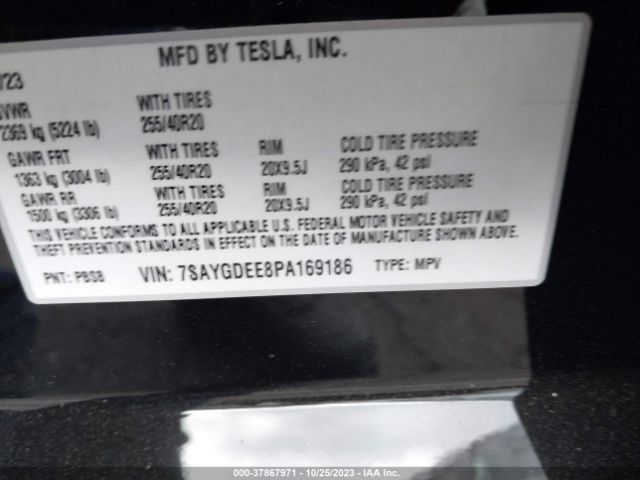 MFD BY TESLA, INC.
/23
GVWR WITH TIRES
2369 kg (5224 lb) 255/40R20
GAWR FRT WITH TIRES RIM COLD TIRE PRESSURE
1363 kg (3004 lb) 255/40R20 20X9.5J 290 kPa, 42 psi
GAWR RR WITH TIRES RIM COLD TIRE PRESSURE
1500 kg (3306 lb) 255/40R20 20X9.5J 290 kPa, 42 psi
THIS VEHICLE CONFORMS TO ALL APPLICABLE U.S. FEDERAL MOTOR VEHICLE SAFETY AND
THEFT PREVENTION STANDARDS IN EFFECT ON THE DATE OF MANUFACTURE SHOWN ABOVE.
PNT: PBSB VIN: 7SAYGDEE8PA169186 TYPE: MPV
000-37867971 - 10/25/2023 - IAA Inc.